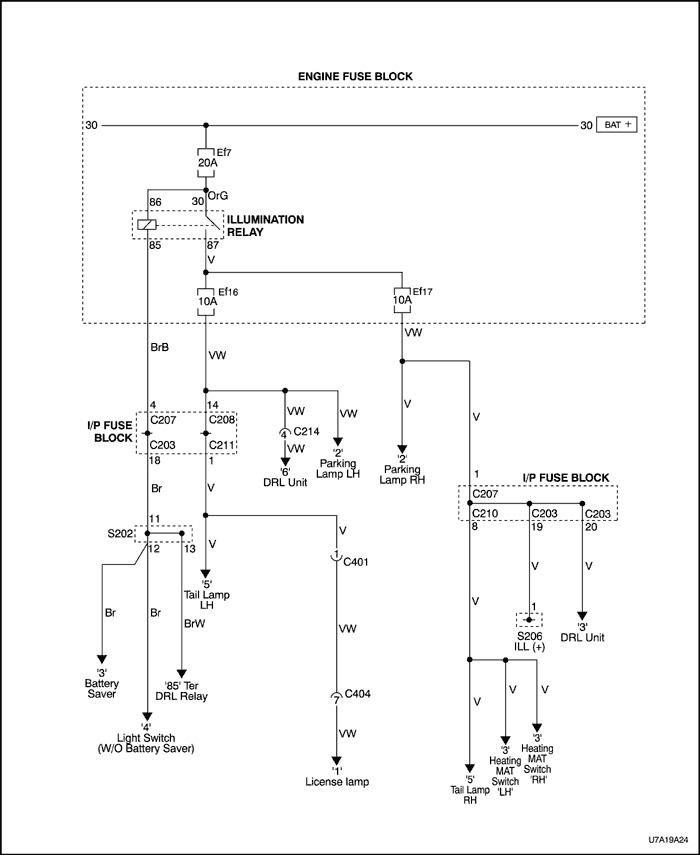 ENGINE FUSE BLOCK
30
30
BAT +
Ef7
20A
86
30
OrG
ILLUMINATION
RELAY
85
87
V
Ef16
10A
Ef17
10A
VW
BrB
VW
VW
VW
V
V
4
14
I/P FUSE
BLOCK
C207
C208
C203
C211
18
1
4
C214
VW
'6'
DRL Unit
'2'
Parking
Lamp LH
'2'
Parking
Lamp RH
1
I/P FUSE BLOCK
C207
C210
C203
C203
8
19
20
Br
V
11
S202
12
13
V
V
1
C401
'5'
Tail Lamp
LH
V
V
V
1
S206
ILL (+)
'3'
DRL Unit
Br
Br
BrW
VW
'3'
Battery
Saver
'85' Ter
DRL Relay
7
C404
V
V
V
'4'
Light Switch
(W/O Battery Saver)
VW
'1'
License lamp
'5'
Tail Lamp
RH
'3'
Heating
MAT
Switch
'LH'
'3'
Heating
MAT
Switch
'RH'
U7A19A24